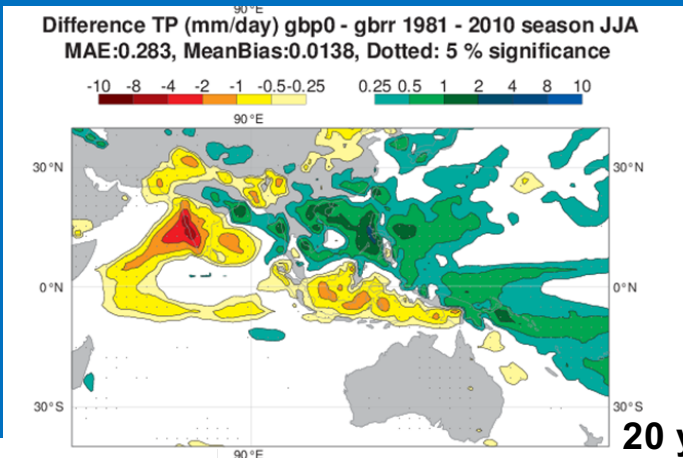 90°E
Difference TP (mm/day) gbp0 - gbrr 1981 - 2010 season JJA
MAE:0.283, MeanBias:0.0138, Dotted: 5 % significance
-10 -8 -4 -2 -1 -0.5 -0.25 0.25 0.5 1 2 4 8 10
90°E
30°N 30°N
0°N 0°N
30°S 30°S
20 y
90°E